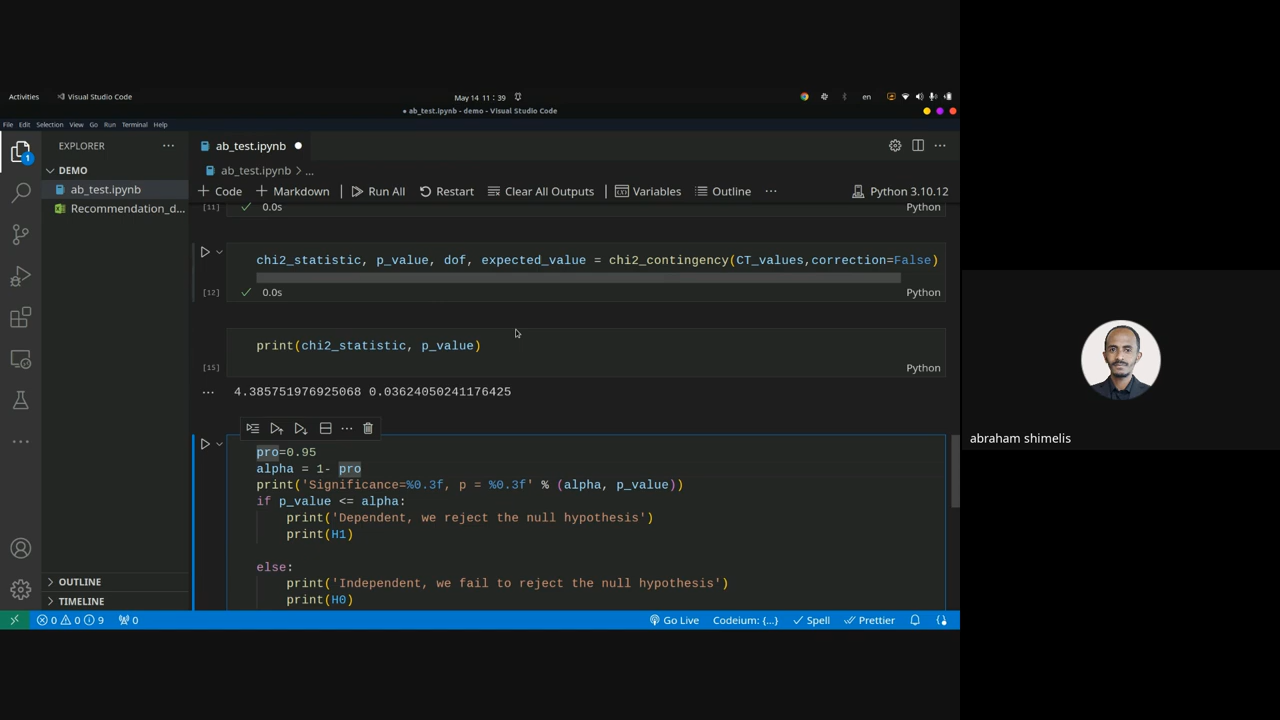 Activities
Visual Studio Code
May 14 11:39
en
● ab_test.ipynb - demo - Visual Studio Code
File Edit Selection View Go Run Terminal Help
EXPLORER
ab_test.ipynb
DEMO
ab_test.ipynb > ...
ab_test.ipynb
Recommendation_d...
+ Code + Markdown Run All Restart Clear All Outputs Variables Outline ... Python 3.10.12
[11] 0.0s Python
chi2_statistic, p_value, dof, expected_value = chi2_contingency(CT_values,correction=False)
[12] 0.0s Python
print(chi2_statistic, p_value)
[15] Python
... 4.385751976925068 0.03624050241176425
pro=0.95
alpha = 1- pro
print('Significance=%0.3f, p = %0.3f' % (alpha, p_value))
if p_value <= alpha:
print('Dependent, we reject the null hypothesis')
print(H1)
else:
print('Independent, we fail to reject the null hypothesis')
print(H0)
OUTLINE
TIMELINE
1
0 0 9 0
Go Live Codeium: {...} Spell Prettier
abraham shimelis